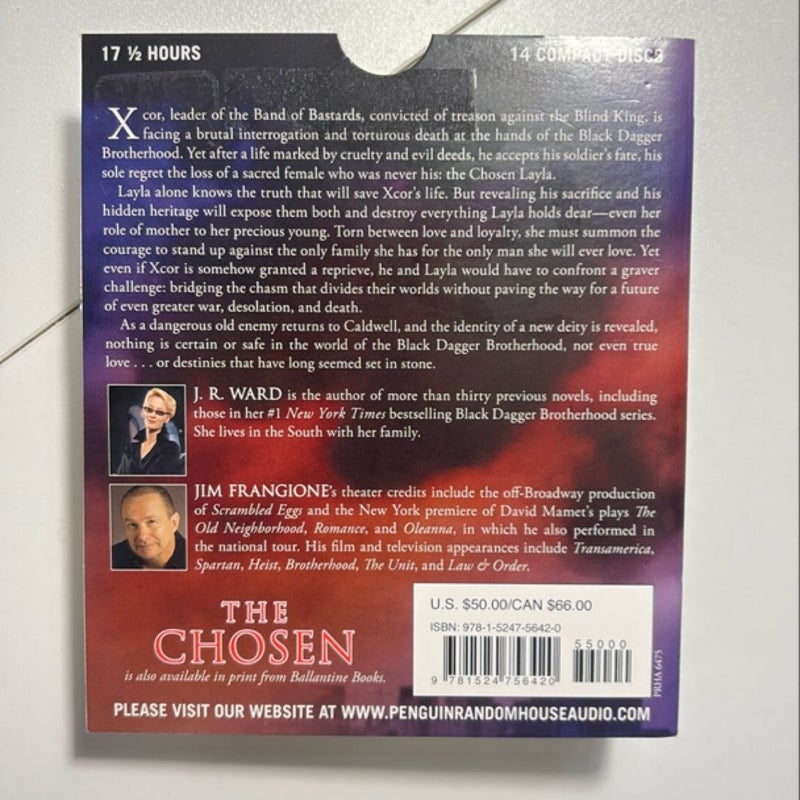 17 ½ HOURS
14 COMPACT DISCS
Xcor, leader of the Band of Bastards, convicted of treason against the Blind King, is
facing a brutal interrogation and torturous death at the hands of the Black Dagger
Brotherhood. Yet after a life marked by cruelty and evil deeds, he accepts his soldier's fate, his
sole regret the loss of a sacred female who was never his: the Chosen Layla.
Layla alone knows the truth that will save Xcor's life. But revealing his sacrifice and his
hidden heritage will expose them both and destroy everything Layla holds dear—even her
role of mother to her precious young. Torn between love and loyalty, she must summon the
courage to stand up against the only family she has for the only man she will ever love. Yet
even if Xcor is somehow granted a reprieve, he and Layla would have to confront a graver
challenge: bridging the chasm that divides their worlds without paving the way for a future
of even greater war, desolation, and death.
As a dangerous old enemy returns to Caldwell, and the identity of a new deity is revealed,
nothing is certain or safe in the world of the Black Dagger Brotherhood, not even true
love . . . or destinies that have long seemed set in stone.
J. R. WARD is the author of more than thirty previous novels, including
those in her #1 New York Times bestselling Black Dagger Brotherhood series.
She lives in the South with her family.
JIM FRANGIONE's theater credits include the off-Broadway production
of Scrambled Eggs and the New York premiere of David Mamet's plays The
Old Neighborhood, Romance, and Oleanna, in which he also performed in
the national tour. His film and television appearances include Transamerica,
Spartan, Heist, Brotherhood, The Unit, and Law & Order.
THE
CHOSEN
is also available in print from Ballantine Books.
U.S. $50.00/CAN $66.00
ISBN: 978-1-5247-5642-0
55000
9 781524 756420
PRHA 6475
PLEASE VISIT OUR WEBSITE AT WWW.PENGUINRANDOMHOUSEAUDIO.COM